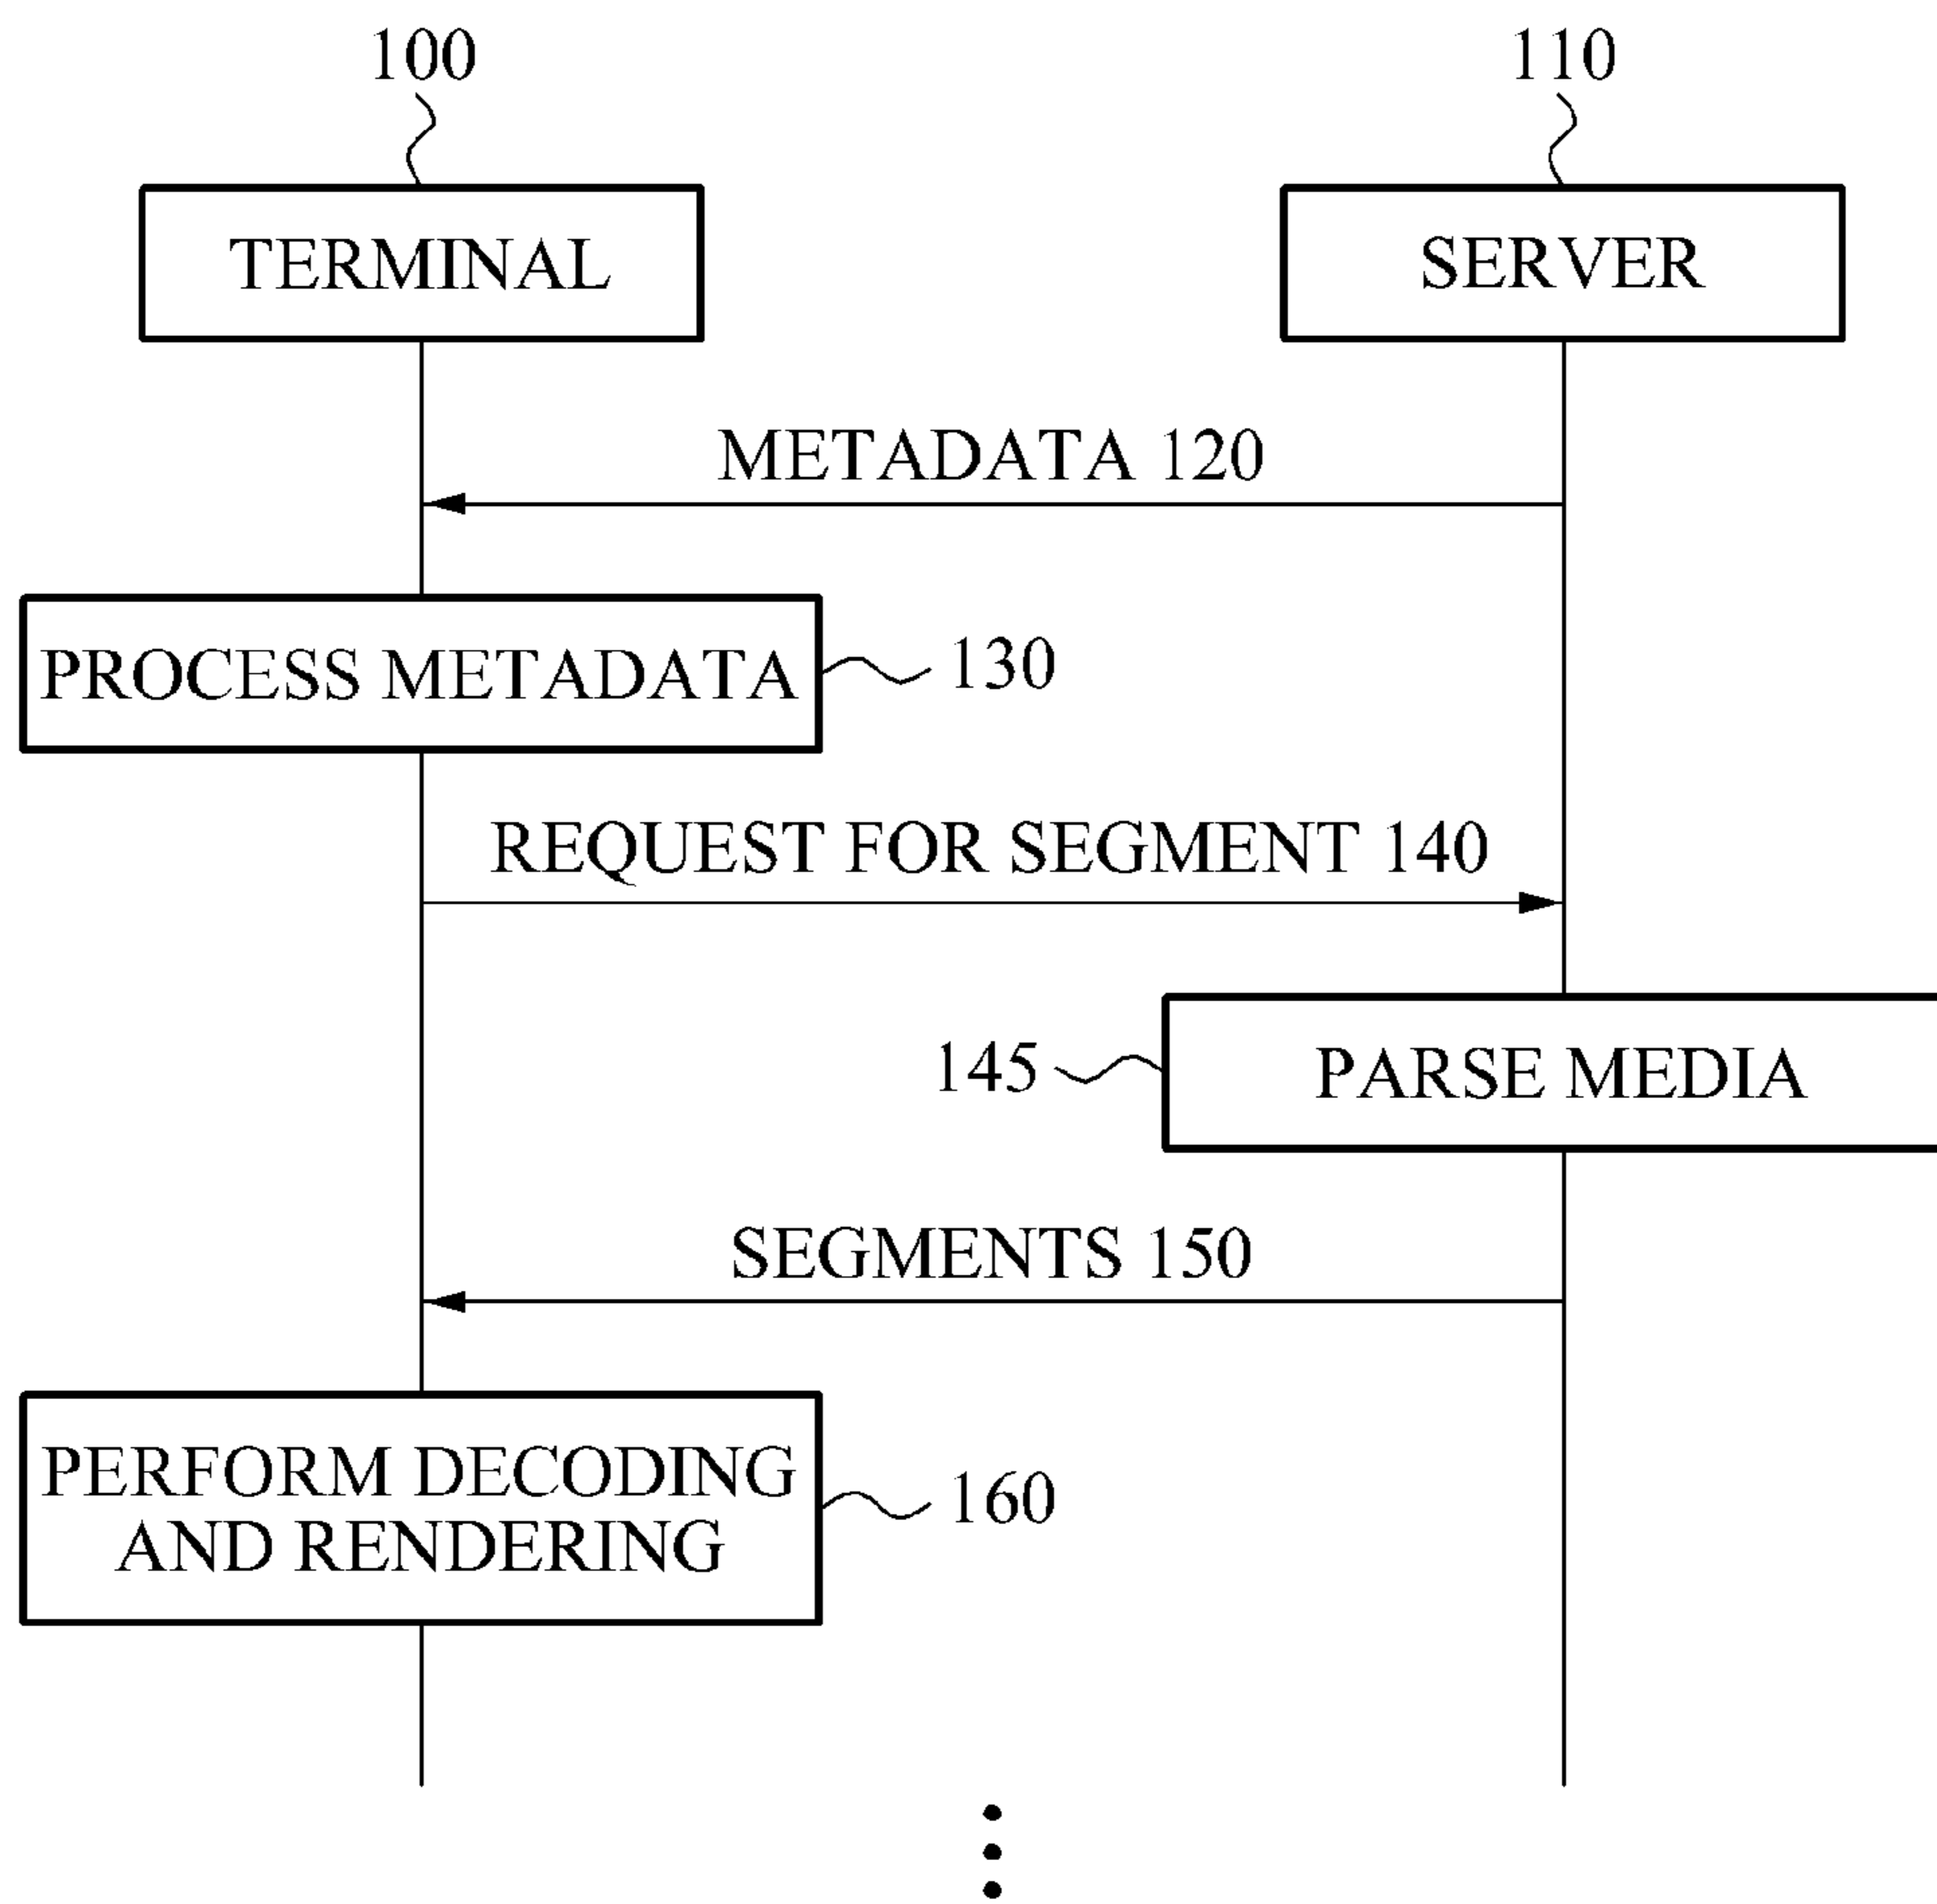 100
110
TERMINAL
SERVER
METADATA 120
PROCESS METADATA
130
REQUEST FOR SEGMENT 140
145
PARSE MEDIA
SEGMENTS 150
PERFORM DECODING
AND RENDERING
160